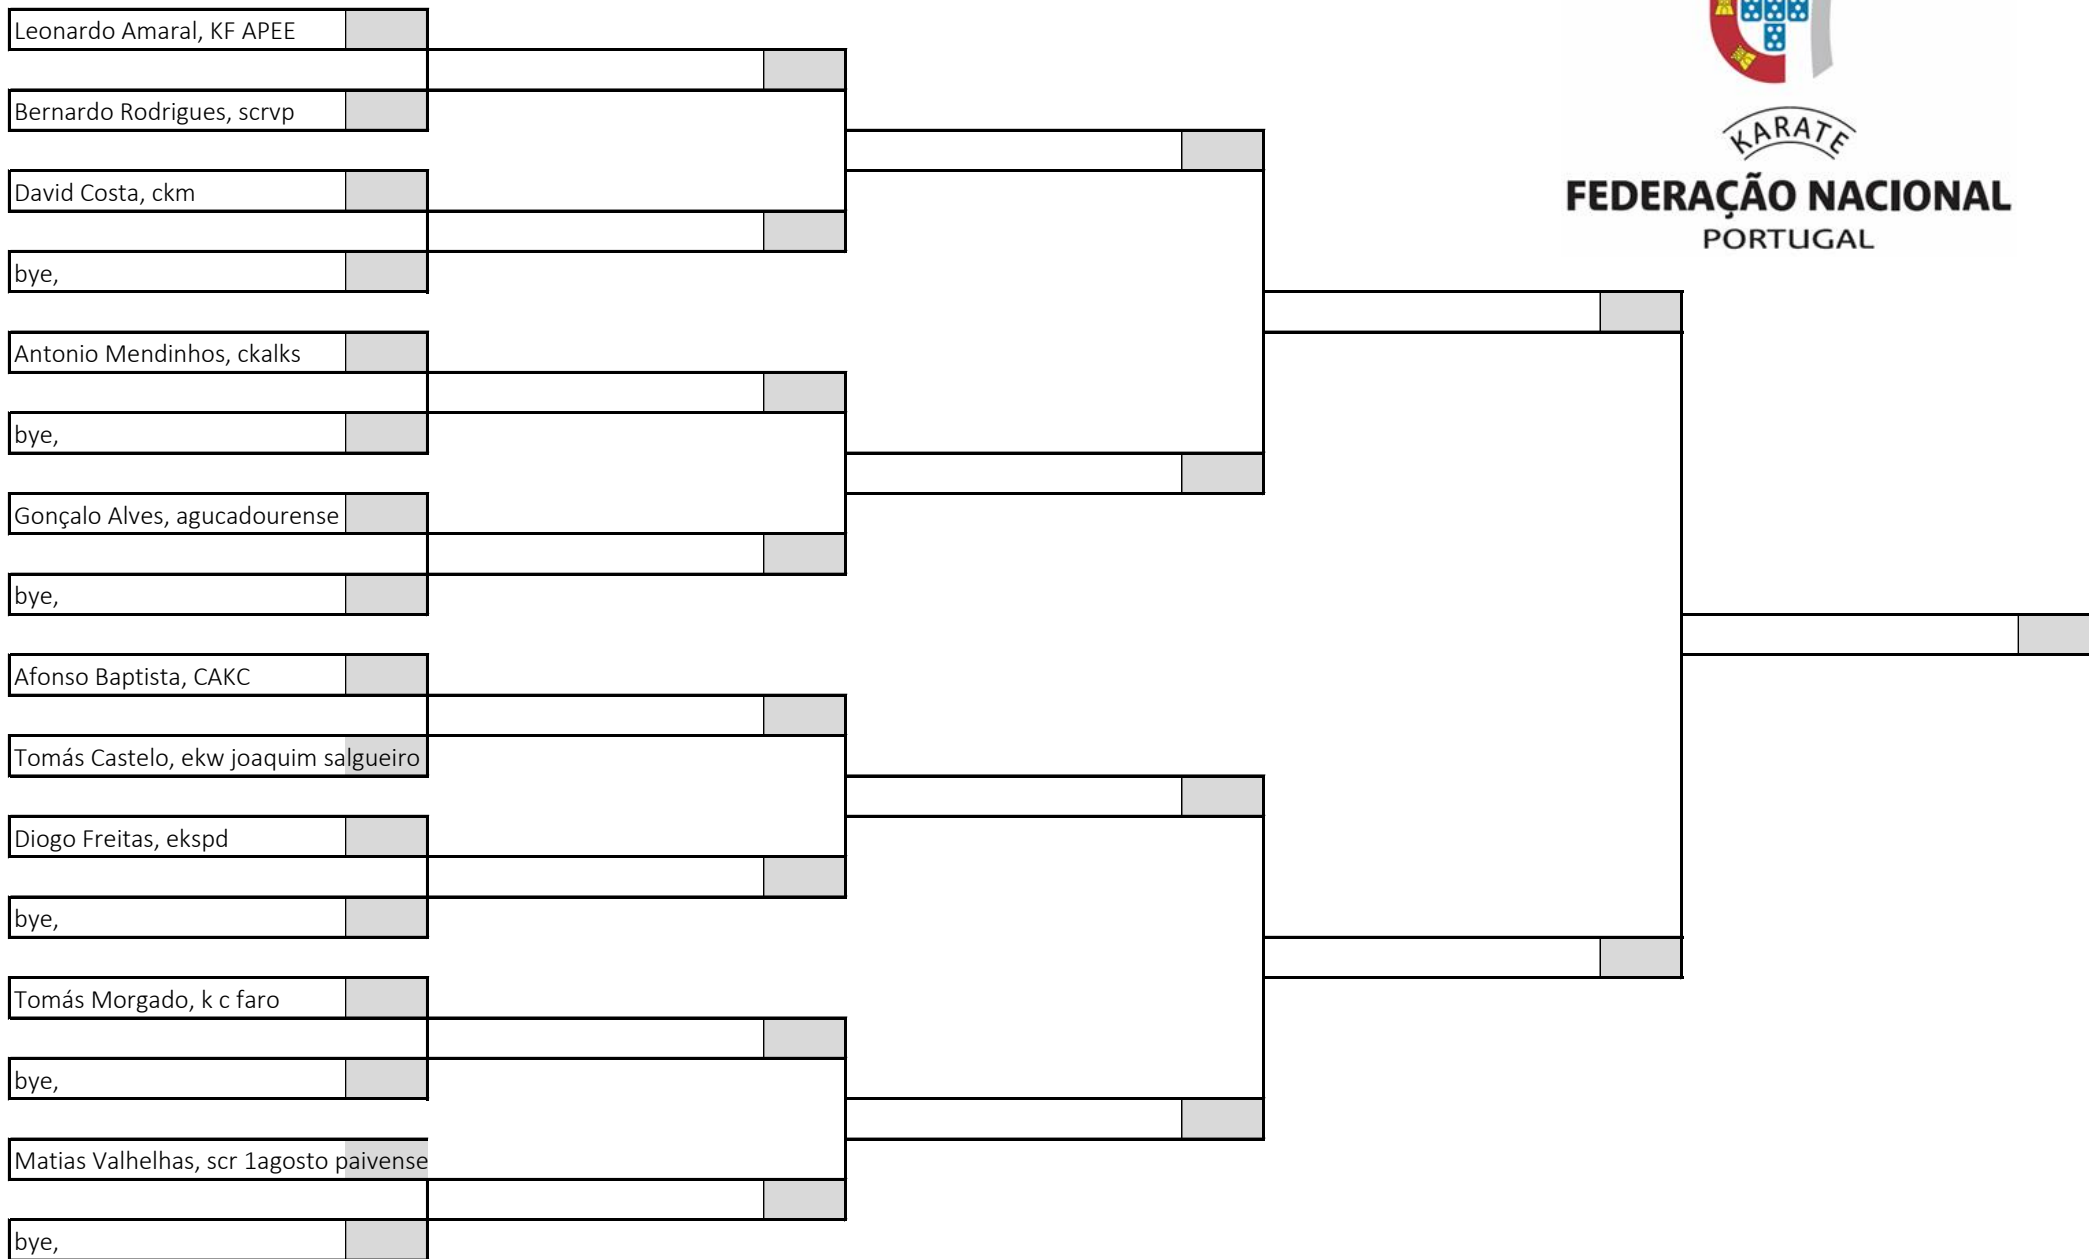 Leonardo Amaral, KF APEE
Bernardo Rodrigues, scrvp
KARATE
David Costa, ckm
FEDERAÇÃO NACIONAL
PORTUGAL
bye,
Antonio Mendinhos, ckalks
bye,
Gonçalo Alves, agucadourense
bye,
Afonso Baptista, CAKC
Tomás Castelo, ekw joaquim salgueiro
Diogo Freitas, ekspd
bye,
Tomás Morgado, k c faro
bye,
Matias Valhelhas, scr 1agosto paivense
bye,